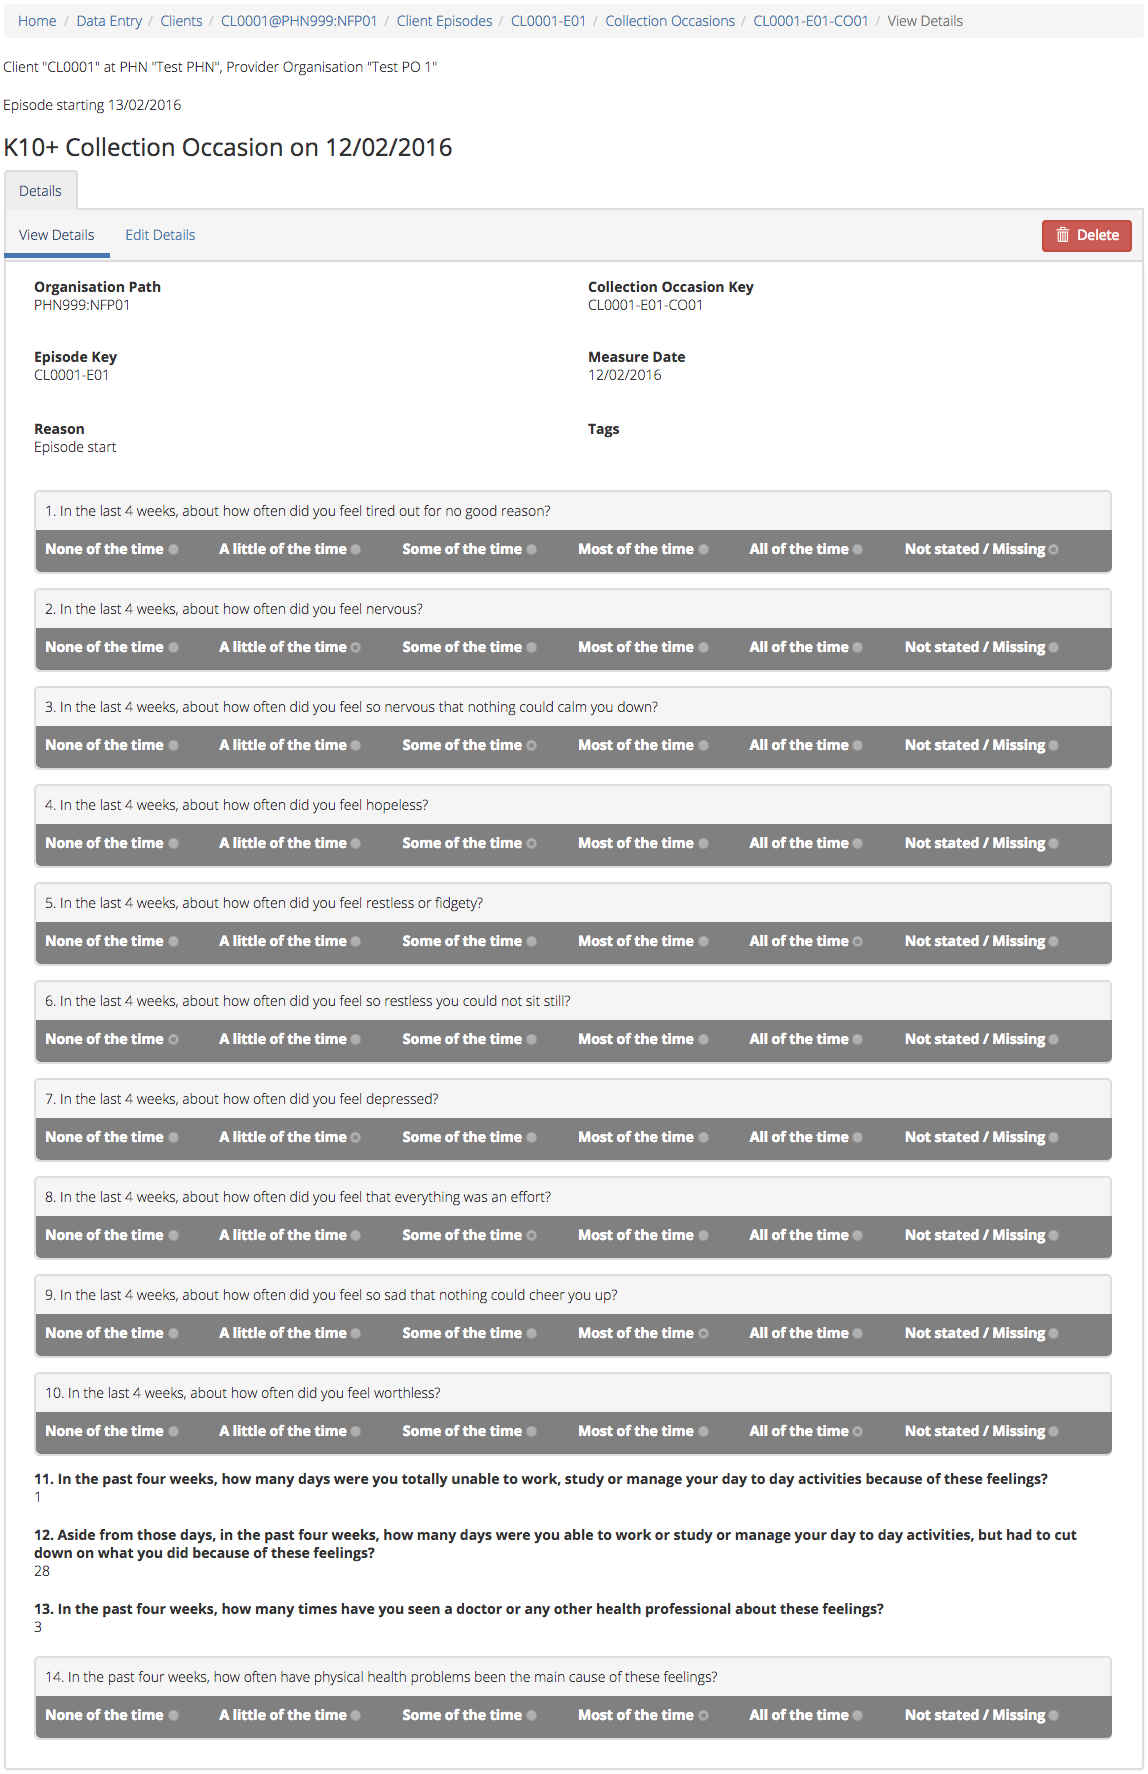 Home / Data Entry / Clients / CL0001@PHN999:NFP01 / Client Episodes / CL0001-E01 / Collection Occasions / CL0001-E01-CO01 / View Details
Client "CL0001" at PHN "Test PHN", Provider Organisation "Test PO 1"
Episode starting 13/02/2016
K10+ Collection Occasion on 12/02/2016
Details
View Details Edit Details Delete
Organisation Path Collection Occasion Key
PHN999:NFP01 CL0001-E01-CO01
Episode Key Measure Date
CL0001-E01 12/02/2016
Reason Tags
Episode start
1. In the last 4 weeks, about how often did you feel tired out for no good reason?
None of the time A little of the time Some of the time Most of the time All of the time Not stated / Missing
2. In the last 4 weeks, about how often did you feel nervous?
None of the time A little of the time Some of the time Most of the time All of the time Not stated / Missing
3. In the last 4 weeks, about how often did you feel so nervous that nothing could calm you down?
None of the time A little of the time Some of the time Most of the time All of the time Not stated / Missing
4. In the last 4 weeks, about how often did you feel hopeless?
None of the time A little of the time Some of the time Most of the time All of the time Not stated / Missing
5. In the last 4 weeks, about how often did you feel restless or fidgety?
None of the time A little of the time Some of the time Most of the time All of the time Not stated / Missing
6. In the last 4 weeks, about how often did you feel so restless you could not sit still?
None of the time A little of the time Some of the time Most of the time All of the time Not stated / Missing
7. In the last 4 weeks, about how often did you feel depressed?
None of the time A little of the time Some of the time Most of the time All of the time Not stated / Missing
8. In the last 4 weeks, about how often did you feel that everything was an effort?
None of the time A little of the time Some of the time Most of the time All of the time Not stated / Missing
9. In the last 4 weeks, about how often did you feel so sad that nothing could cheer you up?
None of the time A little of the time Some of the time Most of the time All of the time Not stated / Missing
10. In the last 4 weeks, about how often did you feel worthless?
None of the time A little of the time Some of the time Most of the time All of the time Not stated / Missing
11. In the past four weeks, how many days were you totally unable to work, study or manage your day to day activities because of these feelings?
1
12. Aside from those days, in the past four weeks, how many days were you able to work or study or manage your day to day activities, but had to cut
down on what you did because of these feelings?
28
13. In the past four weeks, how many times have you seen a doctor or any other health professional about these feelings?
3
14. In the past four weeks, how often have physical health problems been the main cause of these feelings?
None of the time A little of the time Some of the time Most of the time All of the time Not stated / Missing